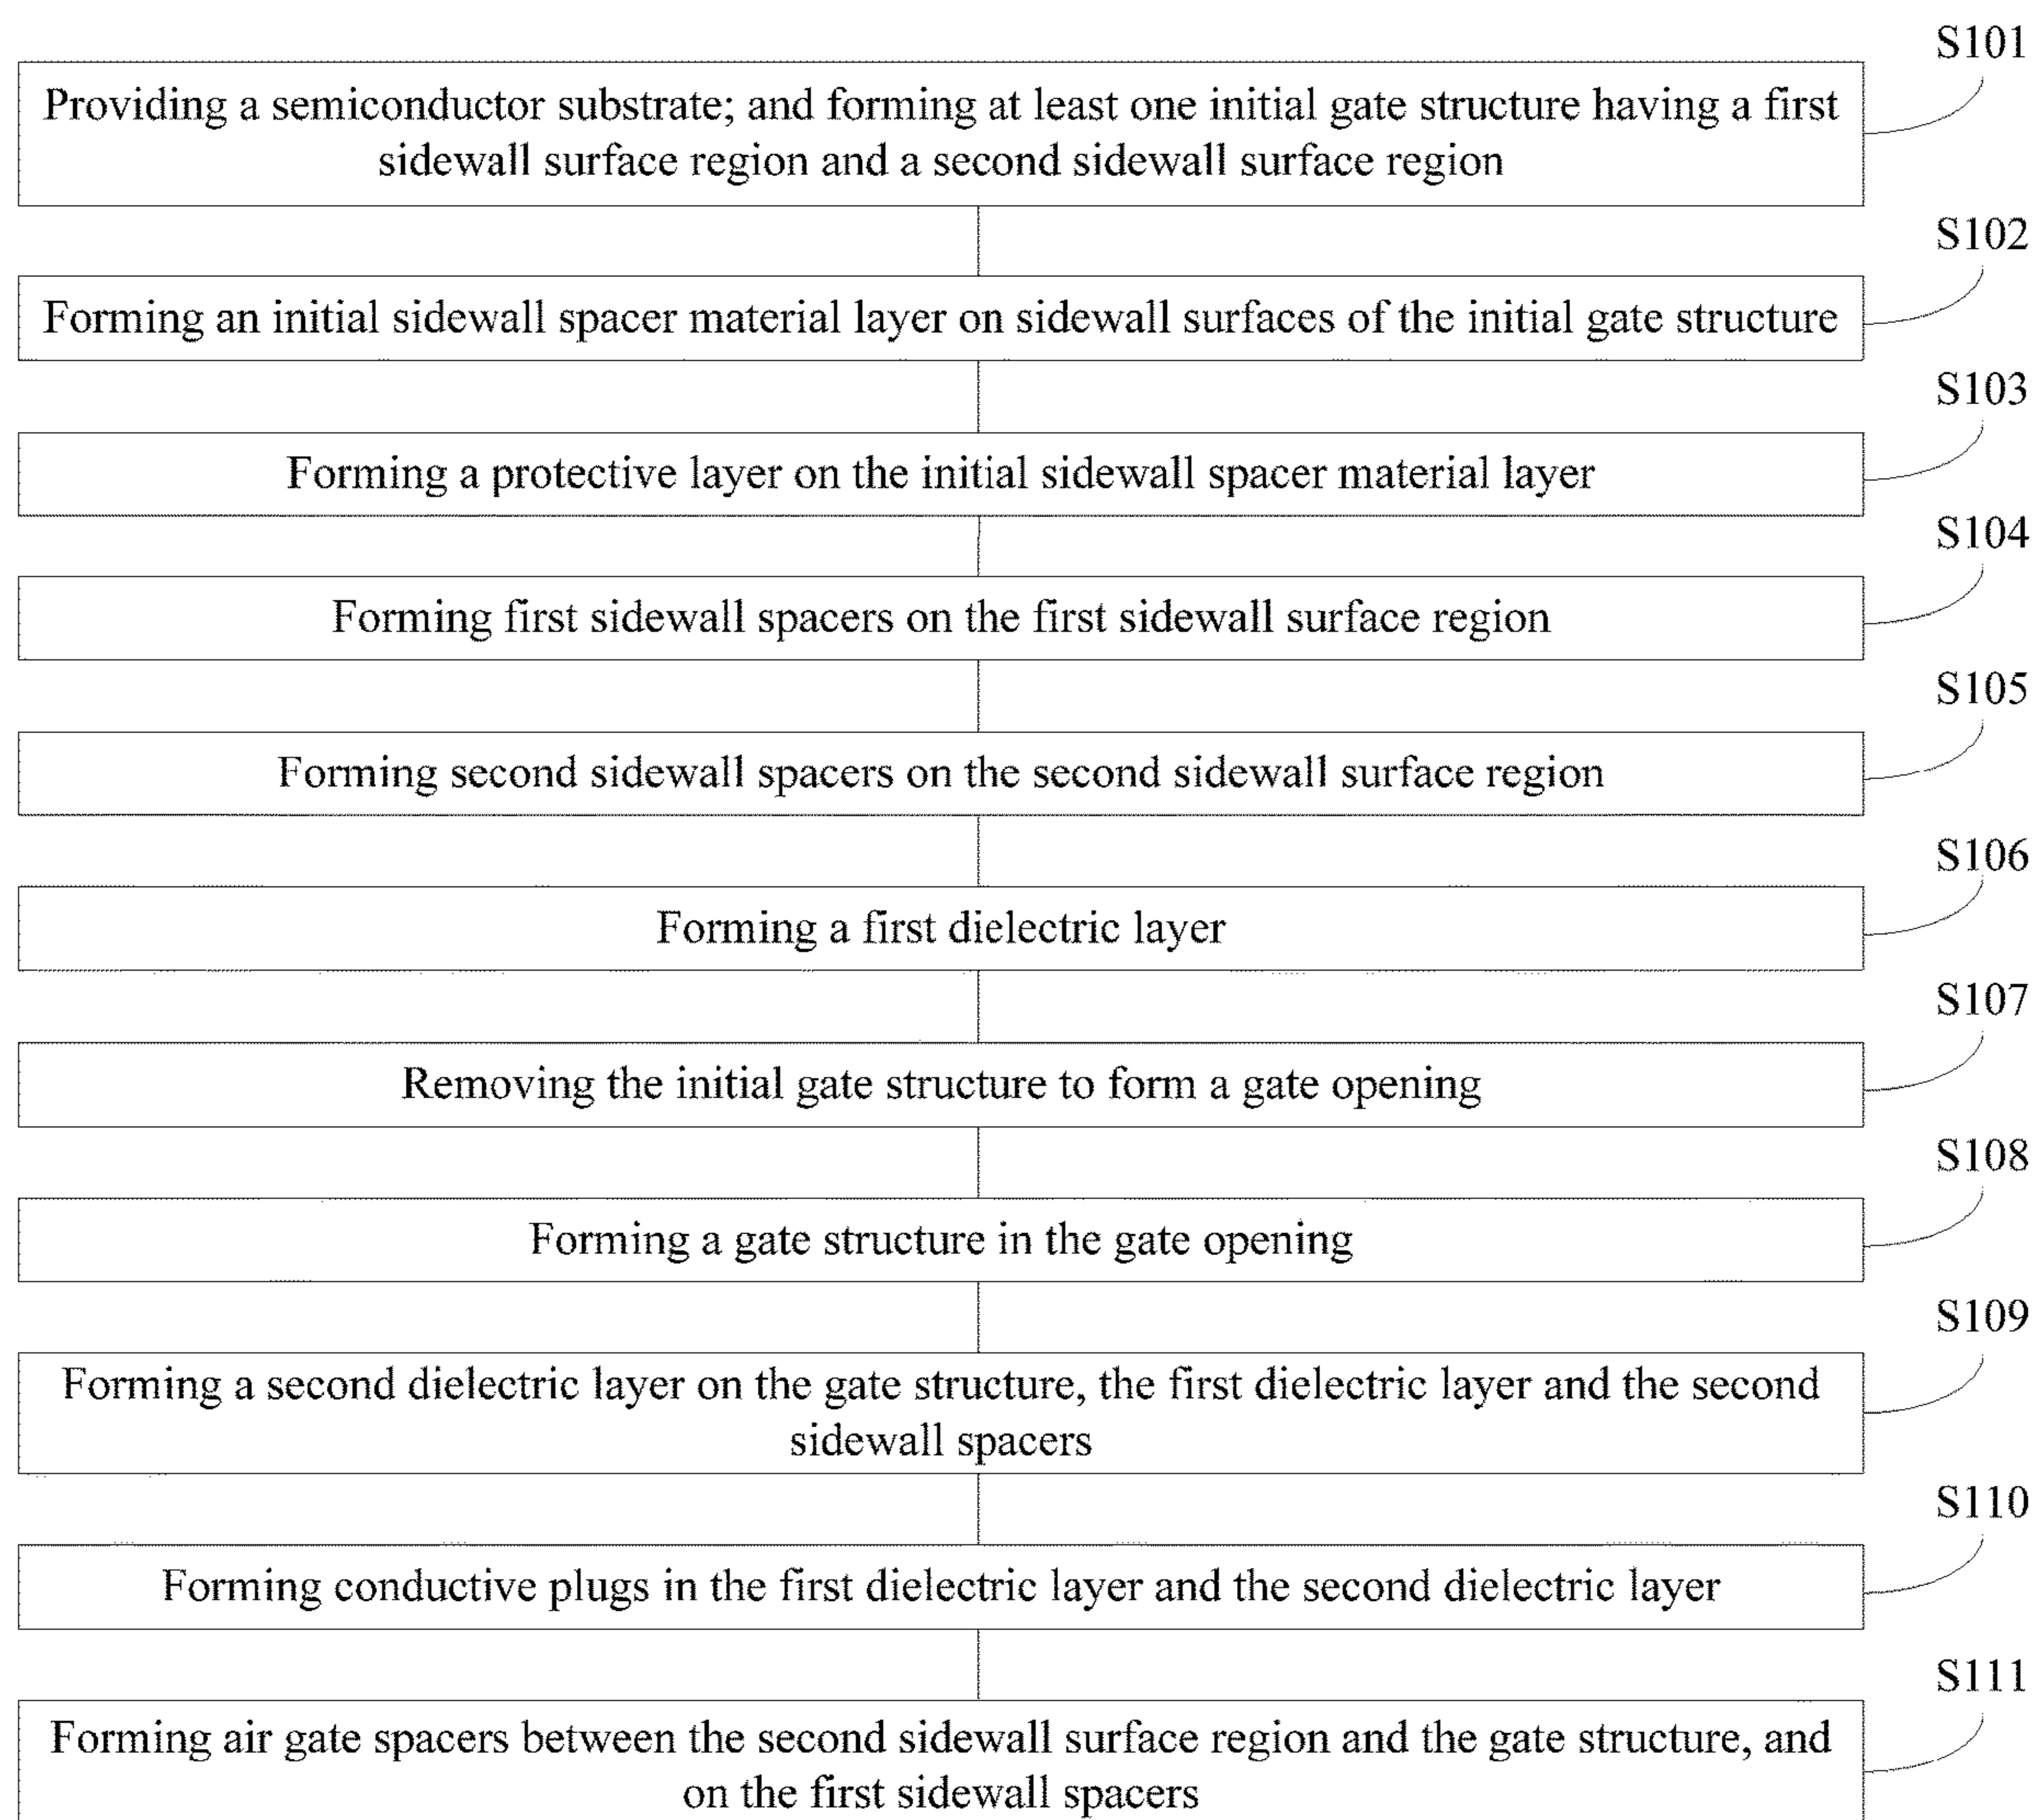 S101
Providing a semiconductor substrate; and forming at least one initial gate structure having a first
sidewall surface region and a second sidewall surface region
S102
Forming an initial sidewall spacer material layer on sidewall surfaces of the initial gate structure
S103
Forming a protective layer on the initial sidewall spacer material layer
S104
Forming first sidewall spacers on the first sidewall surface region
S105
Forming second sidewall spacers on the second sidewall surface region
S106
Forming a first dielectric layer
S107
Removing the initial gate structure to form a gate opening
S108
Forming a gate structure in the gate opening
S109
Forming a second dielectric layer on the gate structure, the first dielectric layer and the second
sidewall spacers
S110
Forming conductive plugs in the first dielectric layer and the second dielectric layer
S111
Forming air gate spacers between the second sidewall surface region and the gate structure, and
on the first sidewall spacers